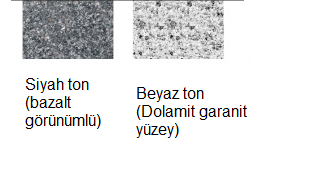 Siyah ton
(bazalt
görünümlü)
Beyaz ton
(Dolamit garanit
yüzey)